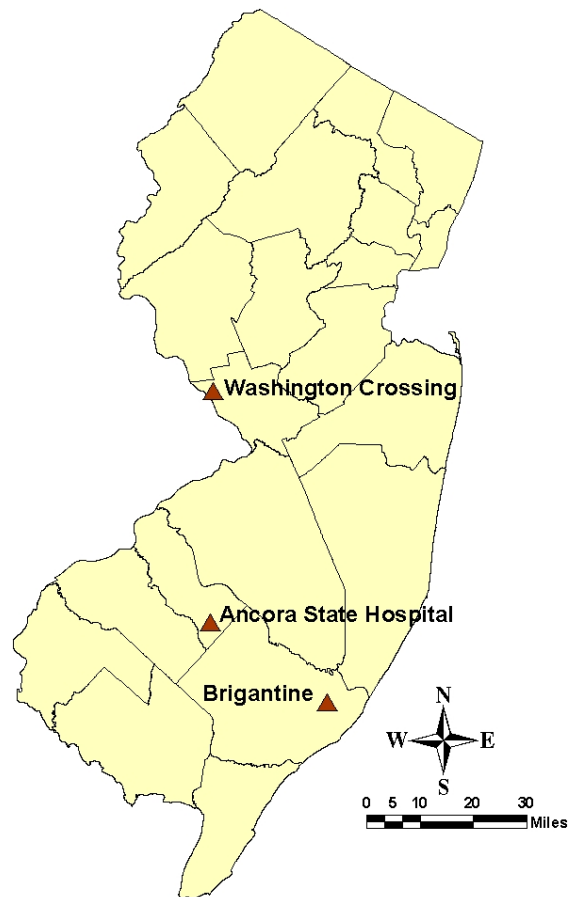 Washington Crossing
Ancora State Hospital
Brigantine
N
W E
S
0 5 10 20 30
Miles